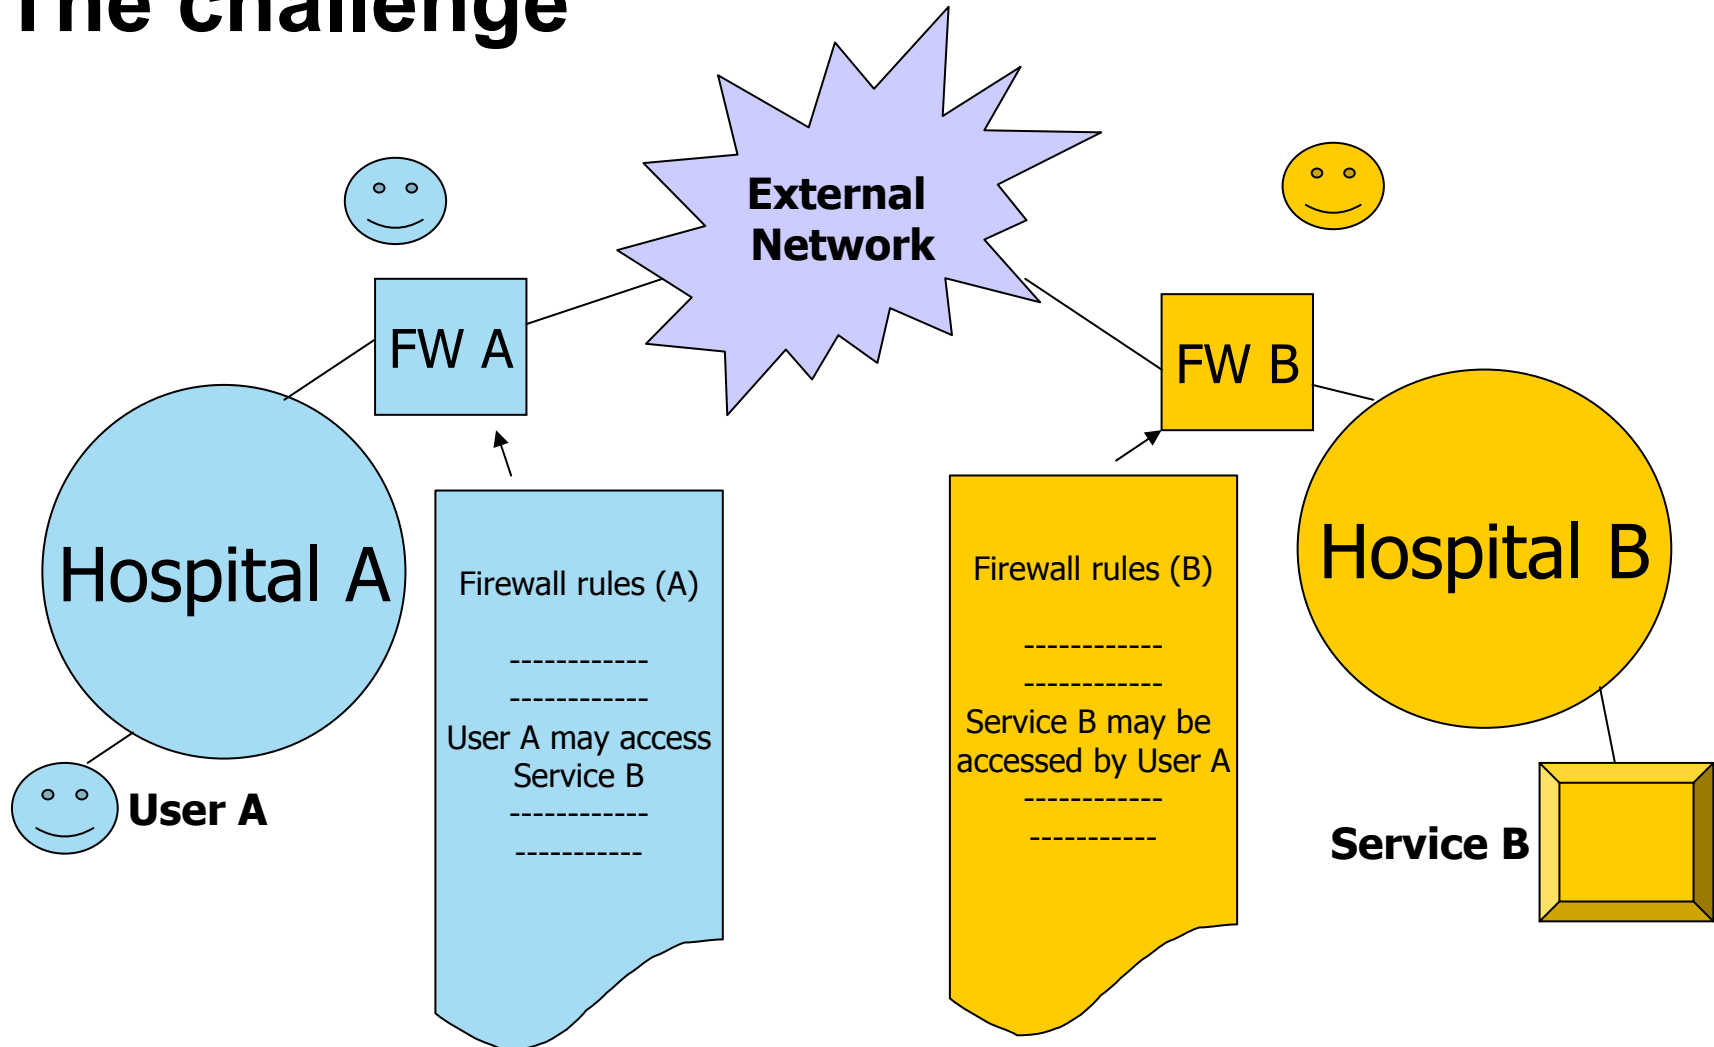 The challenge
External
Network
FW A
FW B
Hospital A
Hospital B
Firewall rules (A)
------------
------------
User A may access
Service B
------------
-----------
Firewall rules (B)
------------
------------
Service B may be
accessed by User A
------------
-----------
User A
Service B